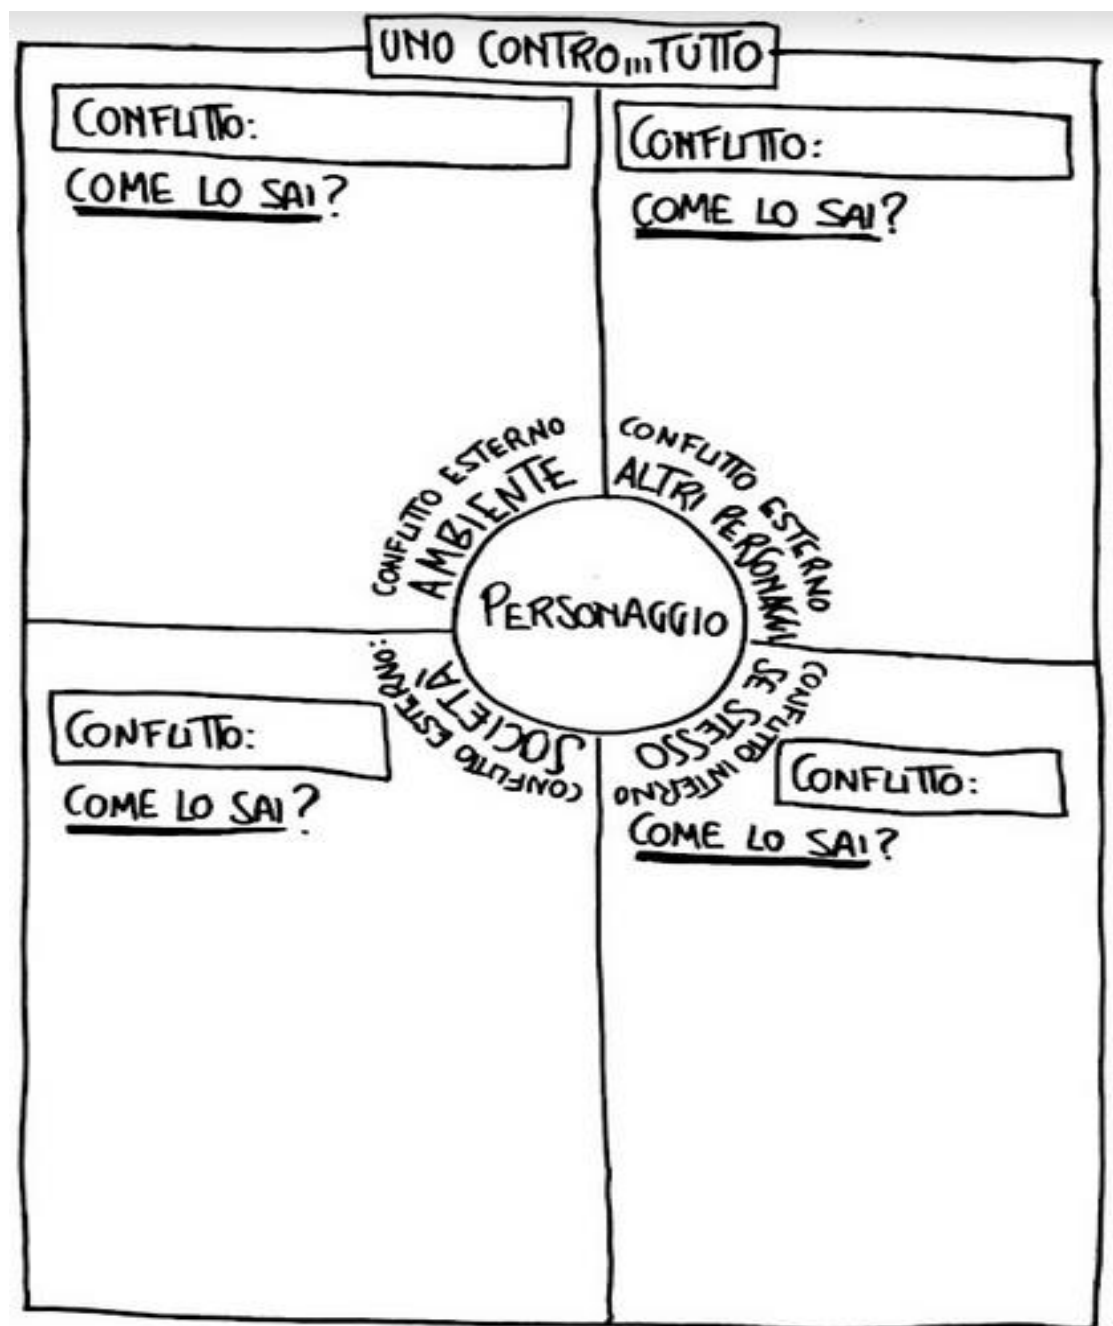 UNO CONTRO...TUTTO
CONFLITTO:
COME LO SAI?
CONFLITTO:
COME LO SAI?
CONFLITTO ESTERNO
AMBIENTE
CONFLITTO ESTERNO
ALTRI PERSONAGGI
PERSONAGGIO
CONFLITTO ESTERNO:
SOCIETA'
CONFLITTO INTERNO
SE STESSO
CONFLITTO:
COME LO SAI?
CONFLITTO:
COME LO SAI?